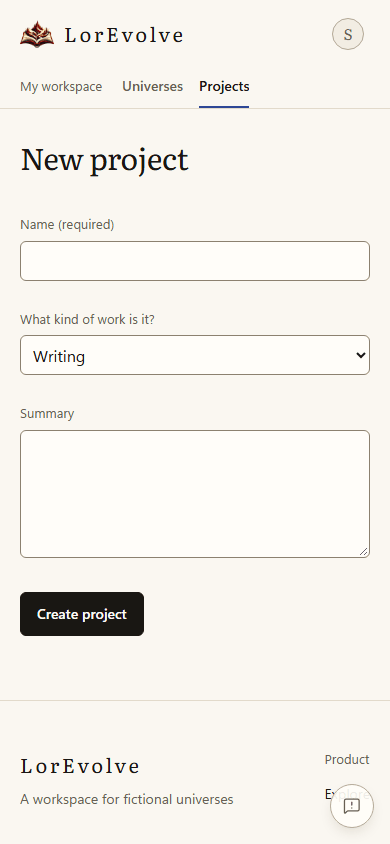 LorEvolve
S
My workspace
Universes
Projects
New project
Name (required)
What kind of work is it?
Writing
Summary
Create project
LorEvolve
A workspace for fictional universes
Product